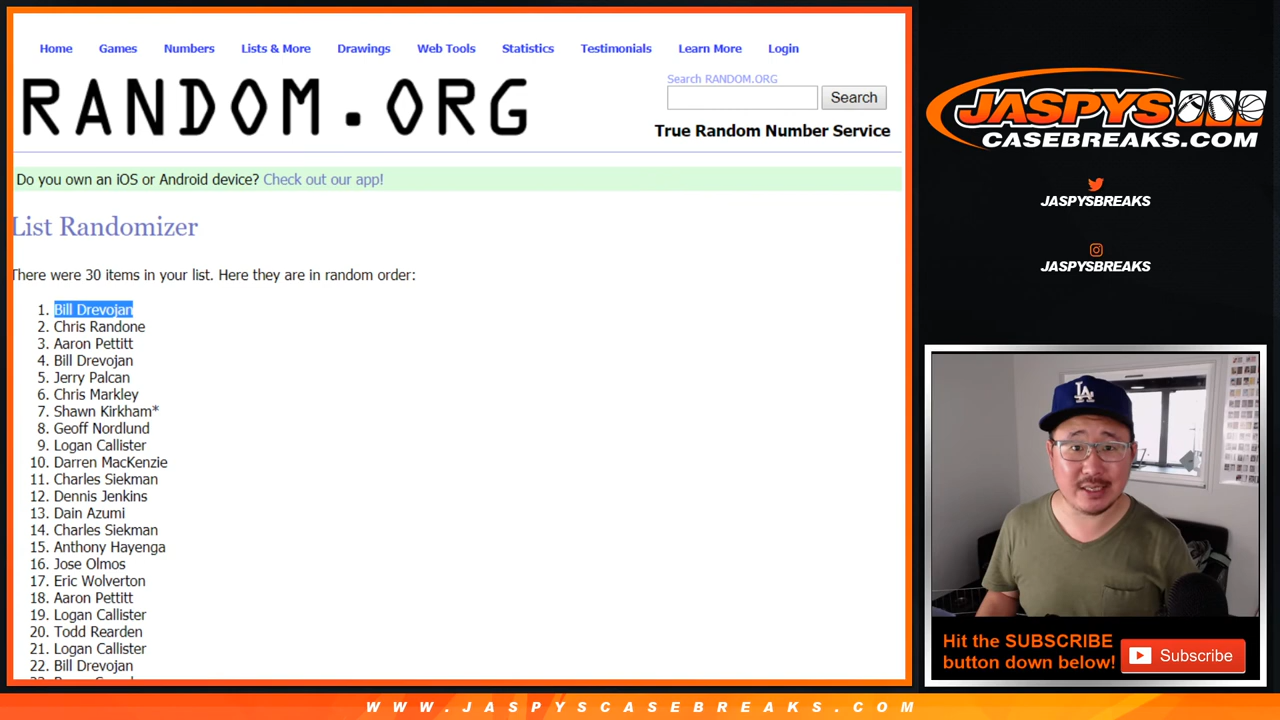 Home Games Numbers Lists & More Drawings Web Tools Statistics Testimonials Learn More Login
RANDOM.ORG
Search RANDOM.ORG
Search
True Random Number Service
Do you own an iOS or Android device? Check out our app!
List Randomizer
There were 30 items in your list. Here they are in random order:
1. Bill Drevojan
2. Chris Randone
3. Aaron Pettitt
4. Bill Drevojan
5. Jerry Palcan
6. Chris Markley
7. Shawn Kirkham*
8. Geoff Nordlund
9. Logan Callister
10. Darren MacKenzie
11. Charles Siekman
12. Dennis Jenkins
13. Dain Azumi
14. Charles Siekman
15. Anthony Hayenga
16. Jose Olmos
17. Eric Wolverton
18. Aaron Pettitt
19. Logan Callister
20. Todd Rearden
21. Logan Callister
22. Bill Drevojan
JASPYS
CASEBREAKS.COM
JASPYSBREAKS
JASPYSBREAKS
LA
Hit the SUBSCRIBE
button down below!
Subscribe
WWW.JASPYSCASEBREAKS.COM